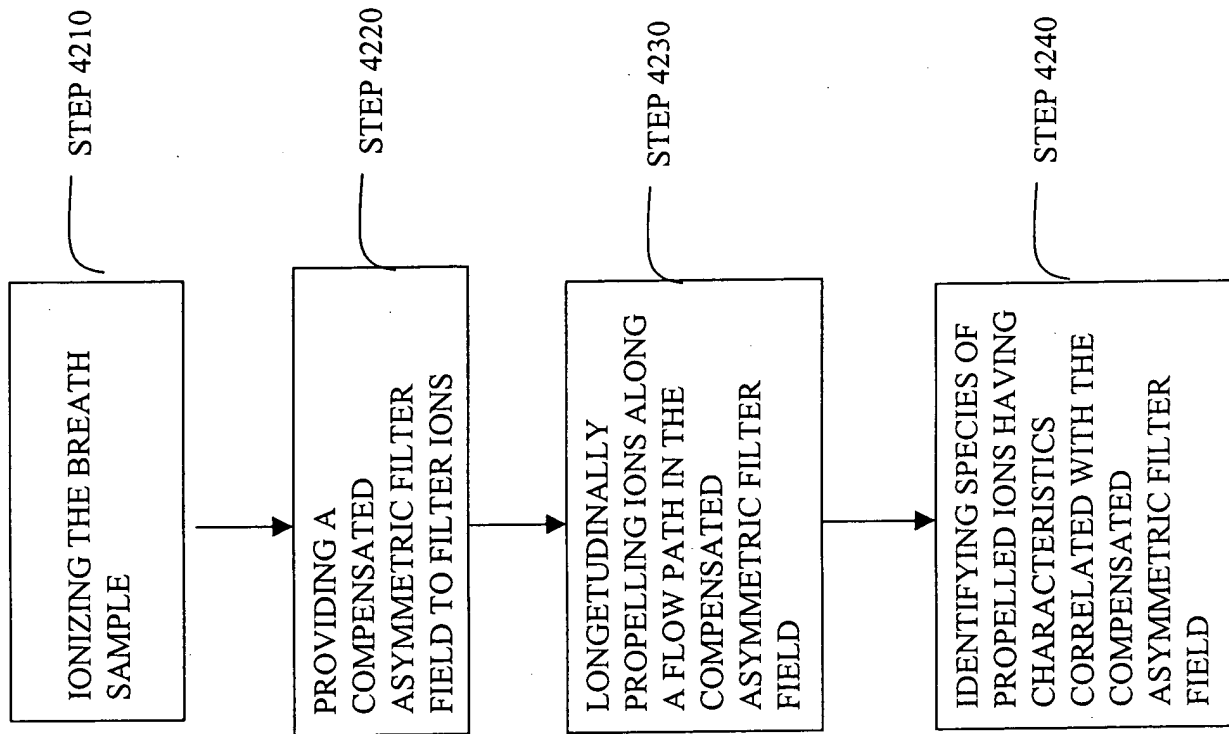 IONIZING THE BREATH
SAMPLE
STEP 4210
PROVIDING A
COMPENSATED
ASYMMETRIC FILTER
FIELD TO FILTER IONS
STEP 4220
LONGETUDINALLY
PROPELLING IONS ALONG
A FLOW PATH IN THE
COMPENSATED
ASYMMETRIC FILTER
FIELD
STEP 4230
IDENTIFYING SPECIES OF
PROPELLED IONS HAVING
CHARACTERISTICS
CORRELATED WITH THE
COMPENSATED
ASYMMETRIC FILTER
FIELD
STEP 4240